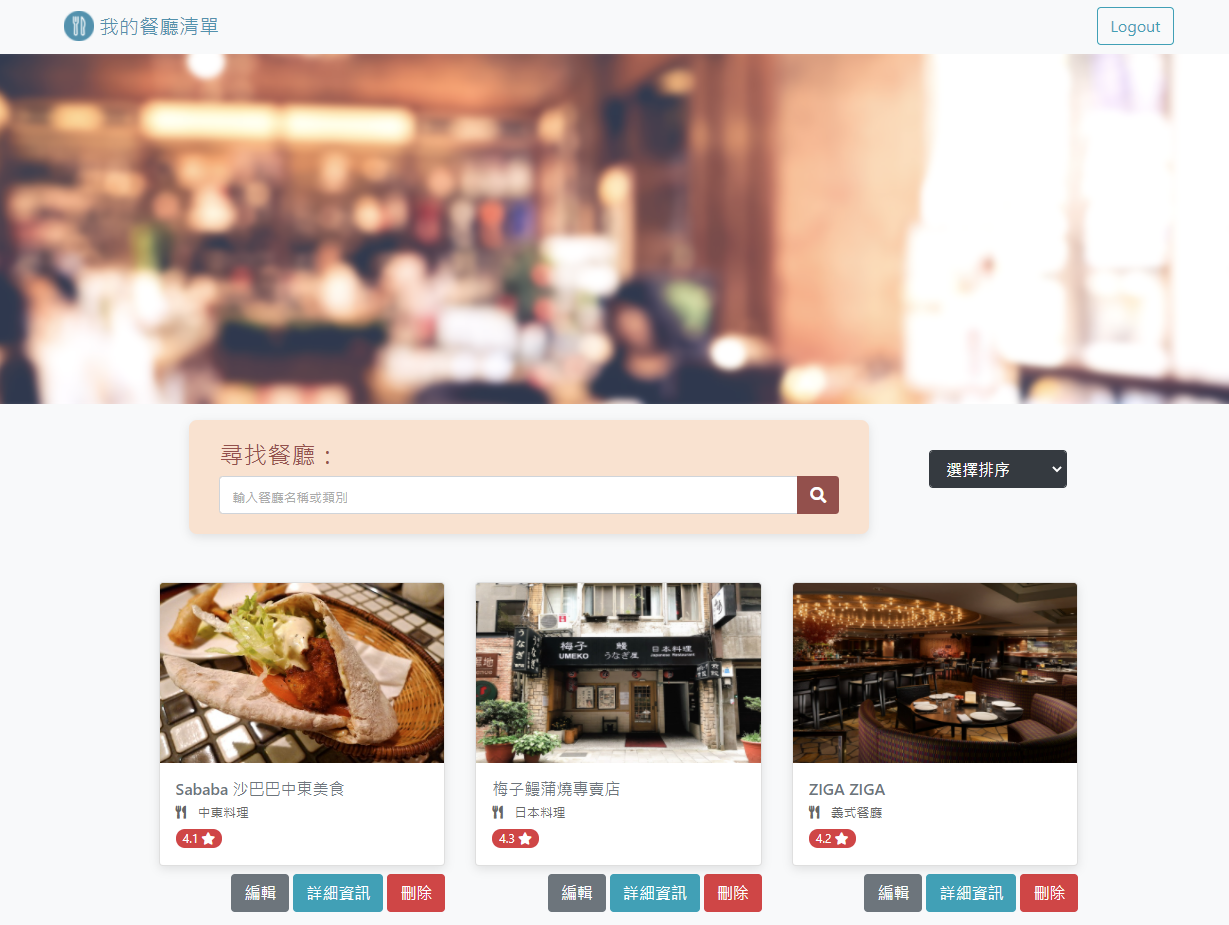 我的餐廳清單
Logout
尋找餐廳：
輸入餐廳名稱或類別
選擇排序
梅子 鰻 日本料理
UMEKO うなぎ屋 Japanese Restaurant
うなぎ
Sababa 沙巴巴中東美食
中東料理
4.1
梅子鰻蒲燒專賣店
日本料理
4.3
ZIGA ZIGA
義式餐廳
4.2
編輯 詳細資訊 刪除
編輯 詳細資訊 刪除
編輯 詳細資訊 刪除